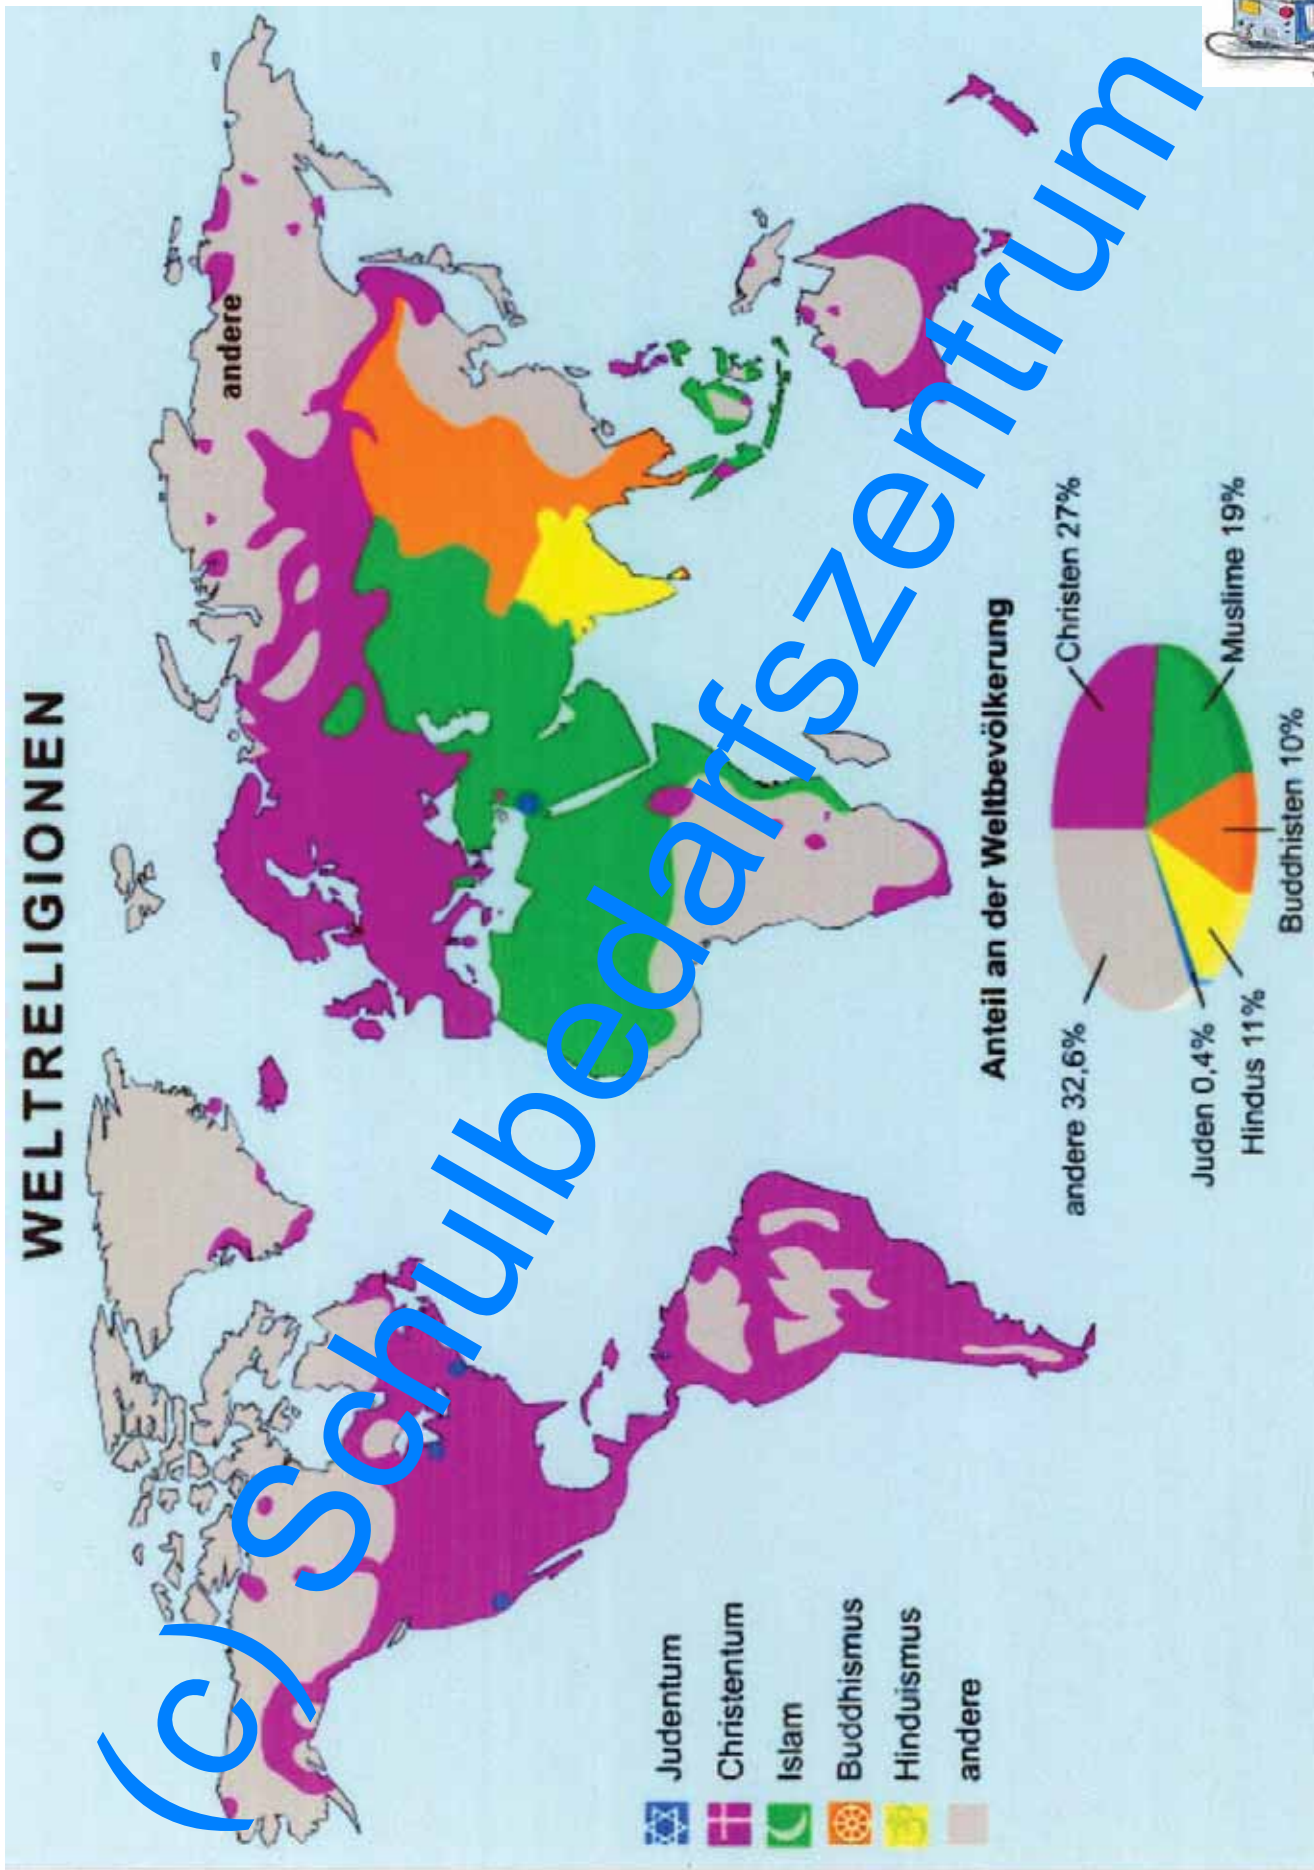 WELTRELIGIONEN
andere
Judentum
Christentum
Islam
Buddhismus
Hinduismus
andere
Anteil an der Weltbevölkerung
andere 32,6%
Christen 27%
Juden 0,4%
Hindus 11%
Buddhisten 10%
Muslime 19%
(c) Schulbedarfszentrum